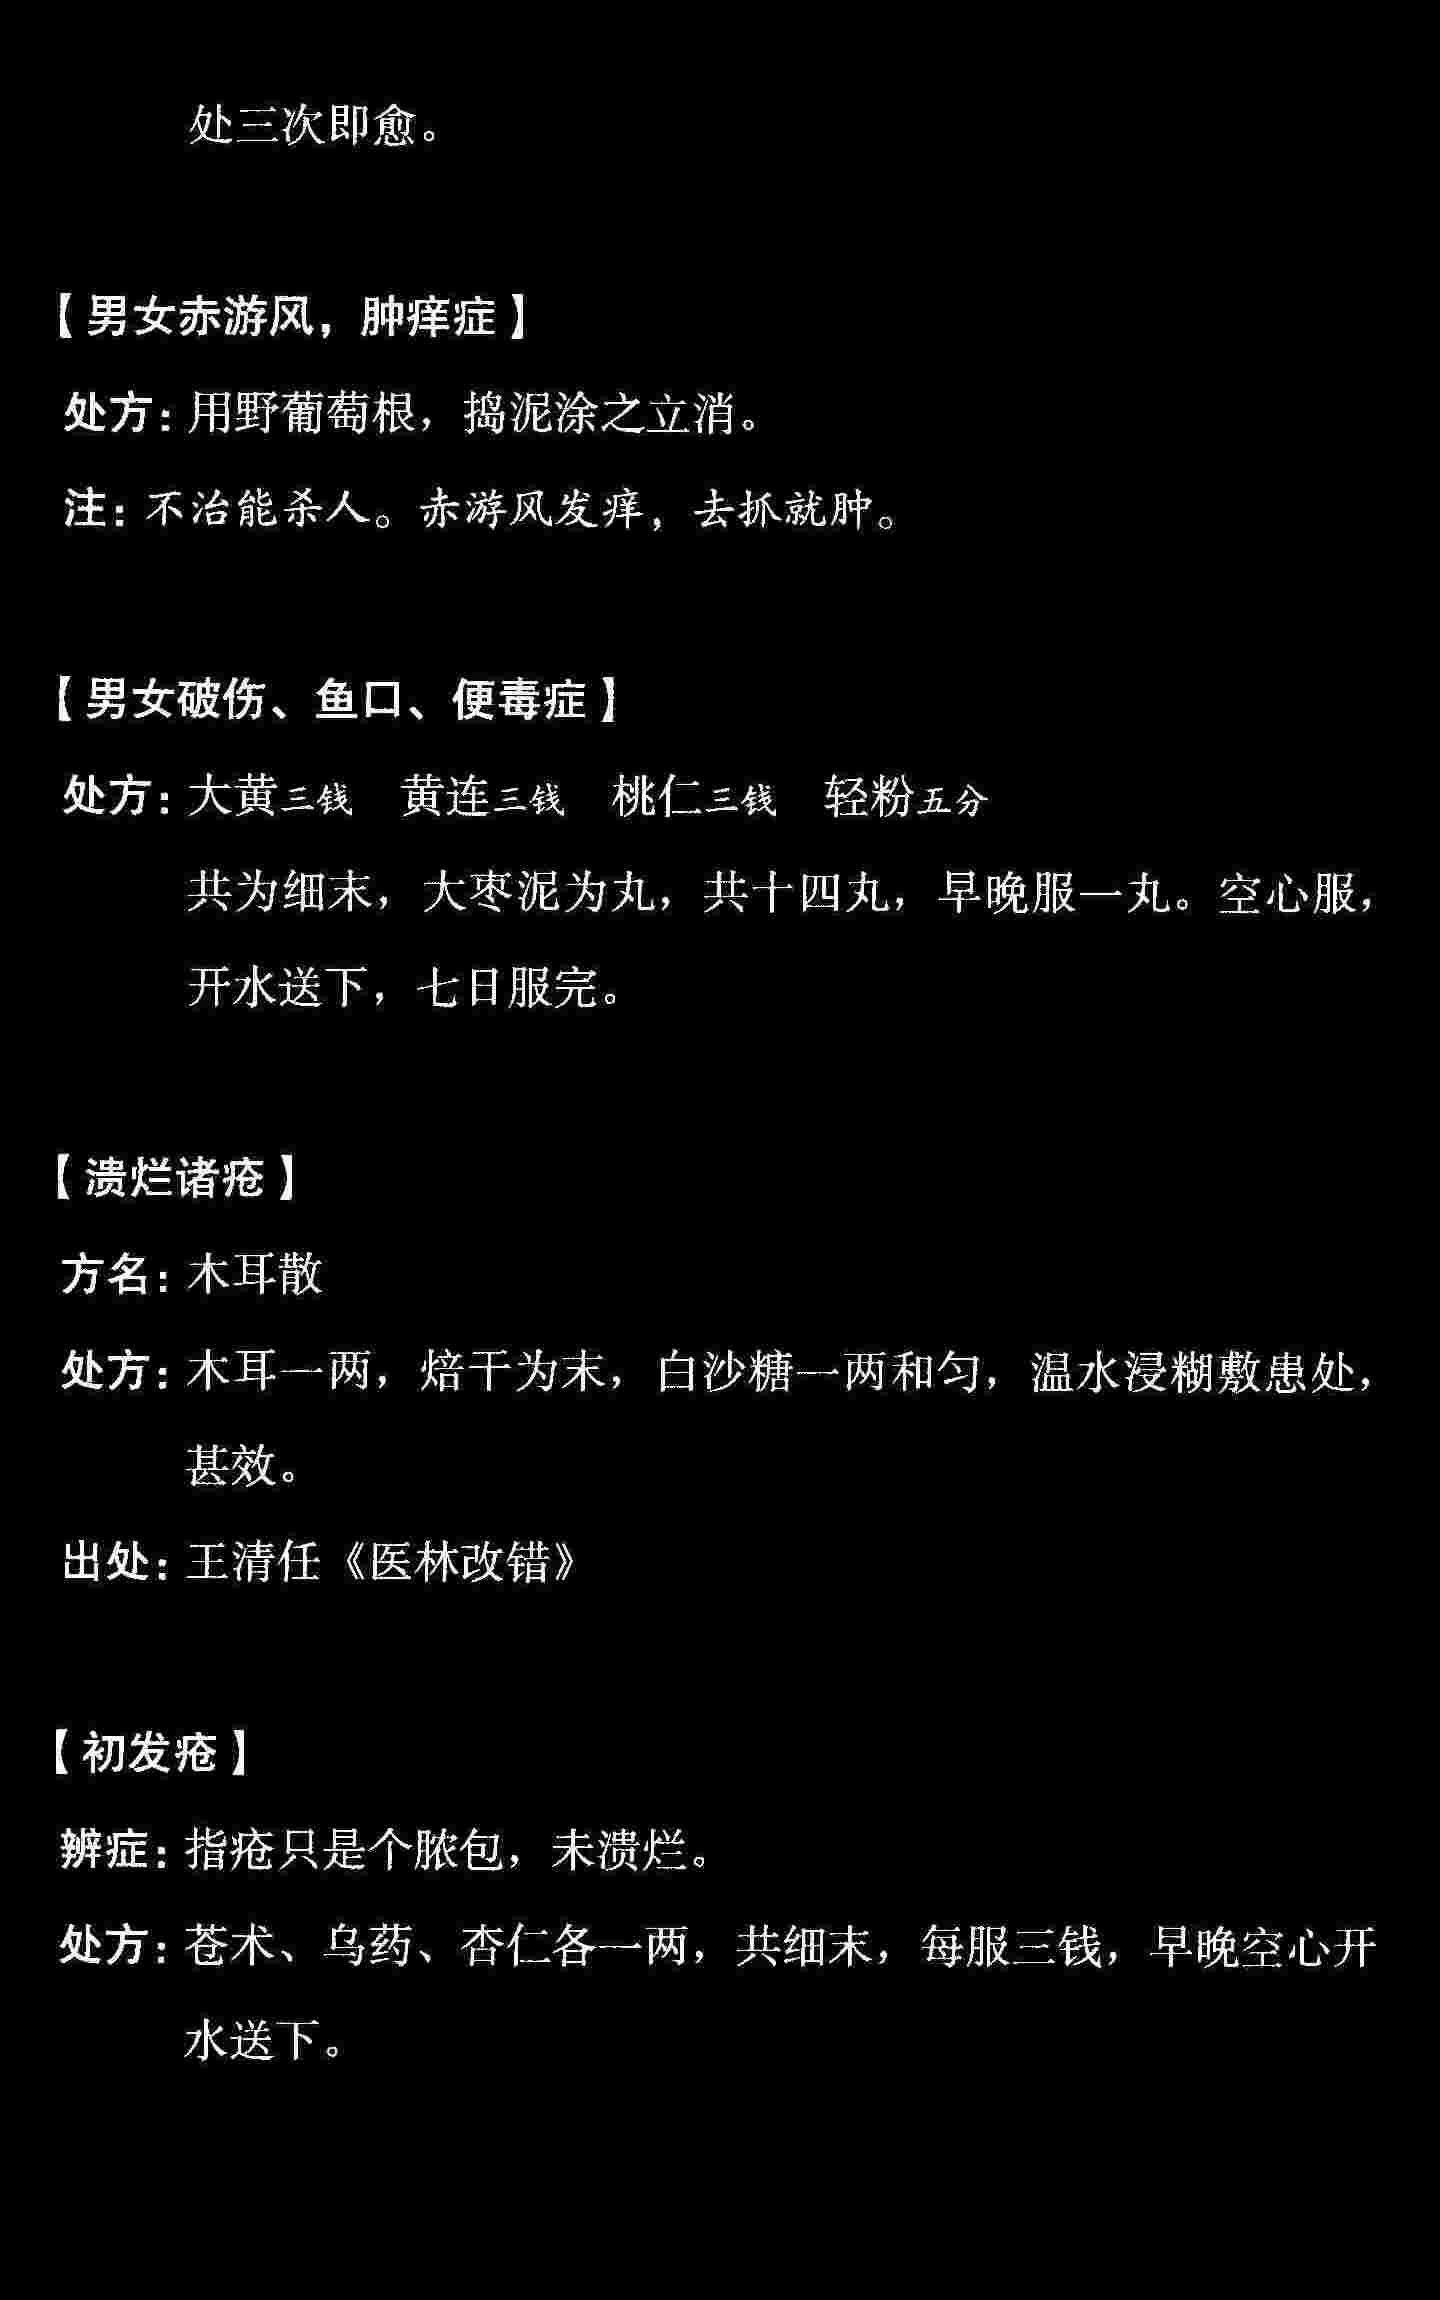 处三次即愈。
【男女赤游风，肿痒症】
处方：用野葡萄根，捣泥涂之立消。
注：不治能杀人。赤游风发痒，去抓就肿。
【男女破伤、鱼口、便毒症】
处方：大黄三钱 黄连三钱 桃仁三钱 轻粉五分
共为细末，大枣泥为丸，共十四丸，早晚服一丸。空心服，
开水送下，七日服完。
【溃烂诸疮】
方名：木耳散
处方：木耳一两，焙干为末，白沙糖一两和匀，温水浸糊敷患处，
甚效。
出处：王清任《医林改错》
【初发疮】
辨症：指疮只是个脓包，未溃烂。
处方：苍术、乌药、杏仁各一两，共细末，每服三钱，早晚空心开
水送下。